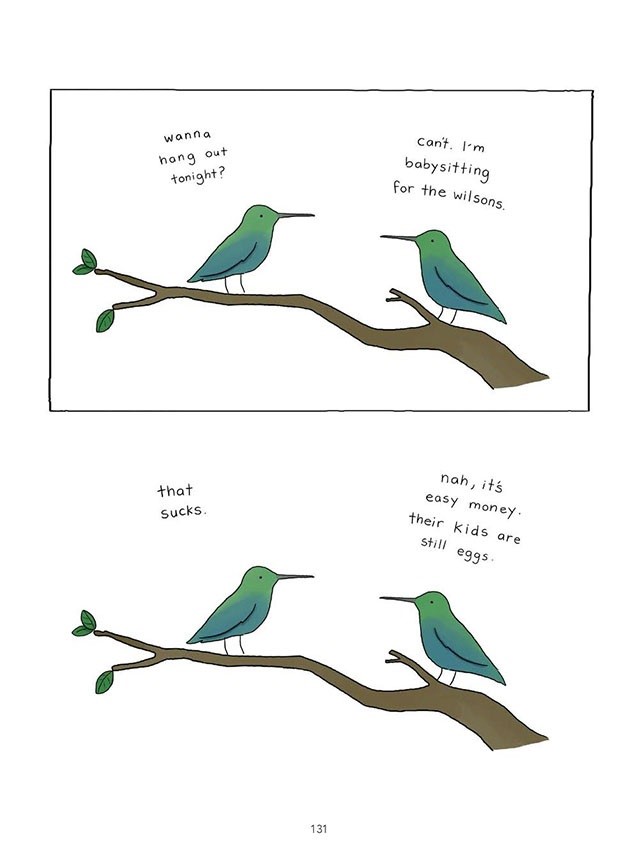 wanna
hang out
tonight?
can't. I'm
babysitting
for the wilsons.
that
sucks.
nah, it's
easy money.
their kids are
still eggs.
131